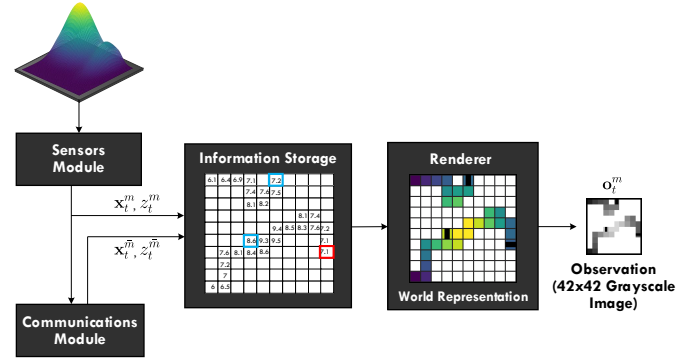 Sensors
Module
x_t^m, z_t^m
x_t^m̄, z_t^m̄
Communications
Module
Information Storage
6.1 6.4 6.9 7.1 7.2
7.4 7.6 7.5
8.1 8.2
8.1 7.4
9.4 8.5 8.3 7.6 7.2
8.6 9.3 9.5 7.1
7.6 8.1 8.4 8.6 7.1
7.2
7
6 6.5
Renderer
World Representation
o_t^m
Observation
(42x42 Grayscale
Image)